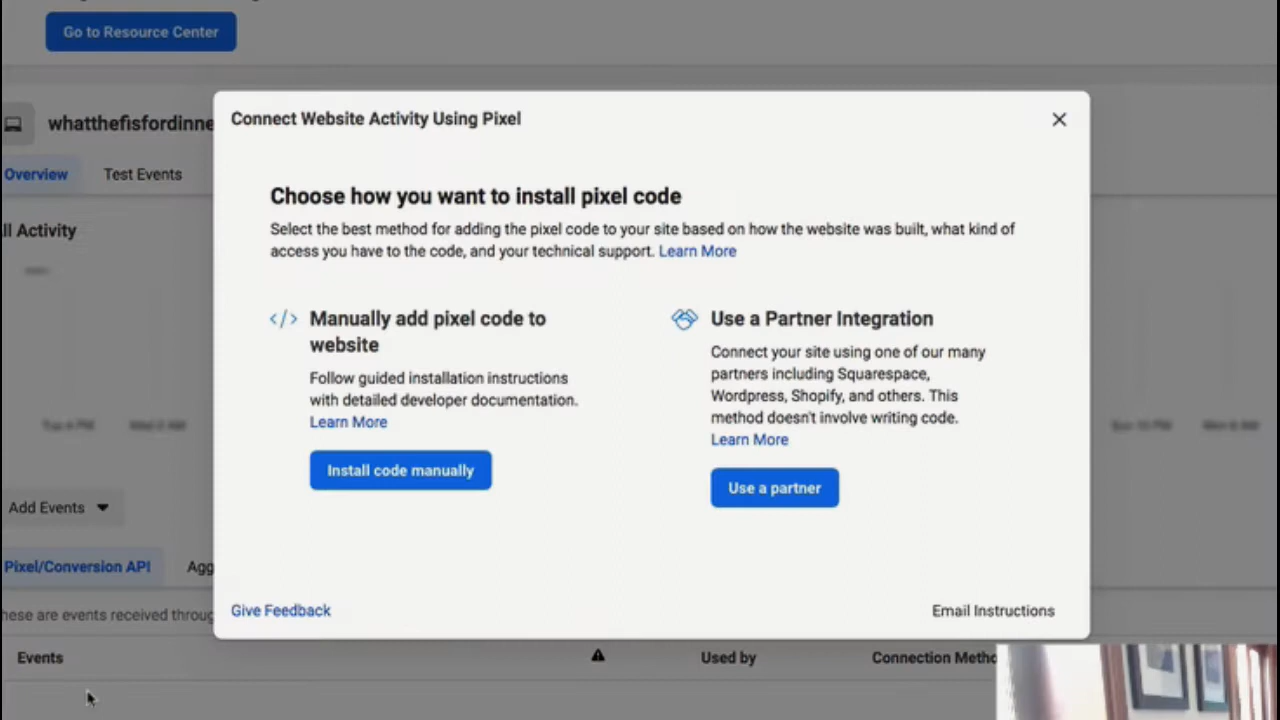 Go to Resource Center
whatthefisfordinne
Overview
Test Events
ll Activity
Add Events
Pixel/Conversion API
Agg
hese are events received throug
Events
Used by
Connection Metho
Connect Website Activity Using Pixel
Choose how you want to install pixel code
Select the best method for adding the pixel code to your site based on how the website was built, what kind of
access you have to the code, and your technical support. Learn More
Manually add pixel code to
website
Follow guided installation instructions
with detailed developer documentation.
Learn More
Install code manually
Use a Partner Integration
Connect your site using one of our many
partners including Squarespace,
Wordpress, Shopify, and others. This
method doesn't involve writing code.
Learn More
Use a partner
Give Feedback
Email Instructions